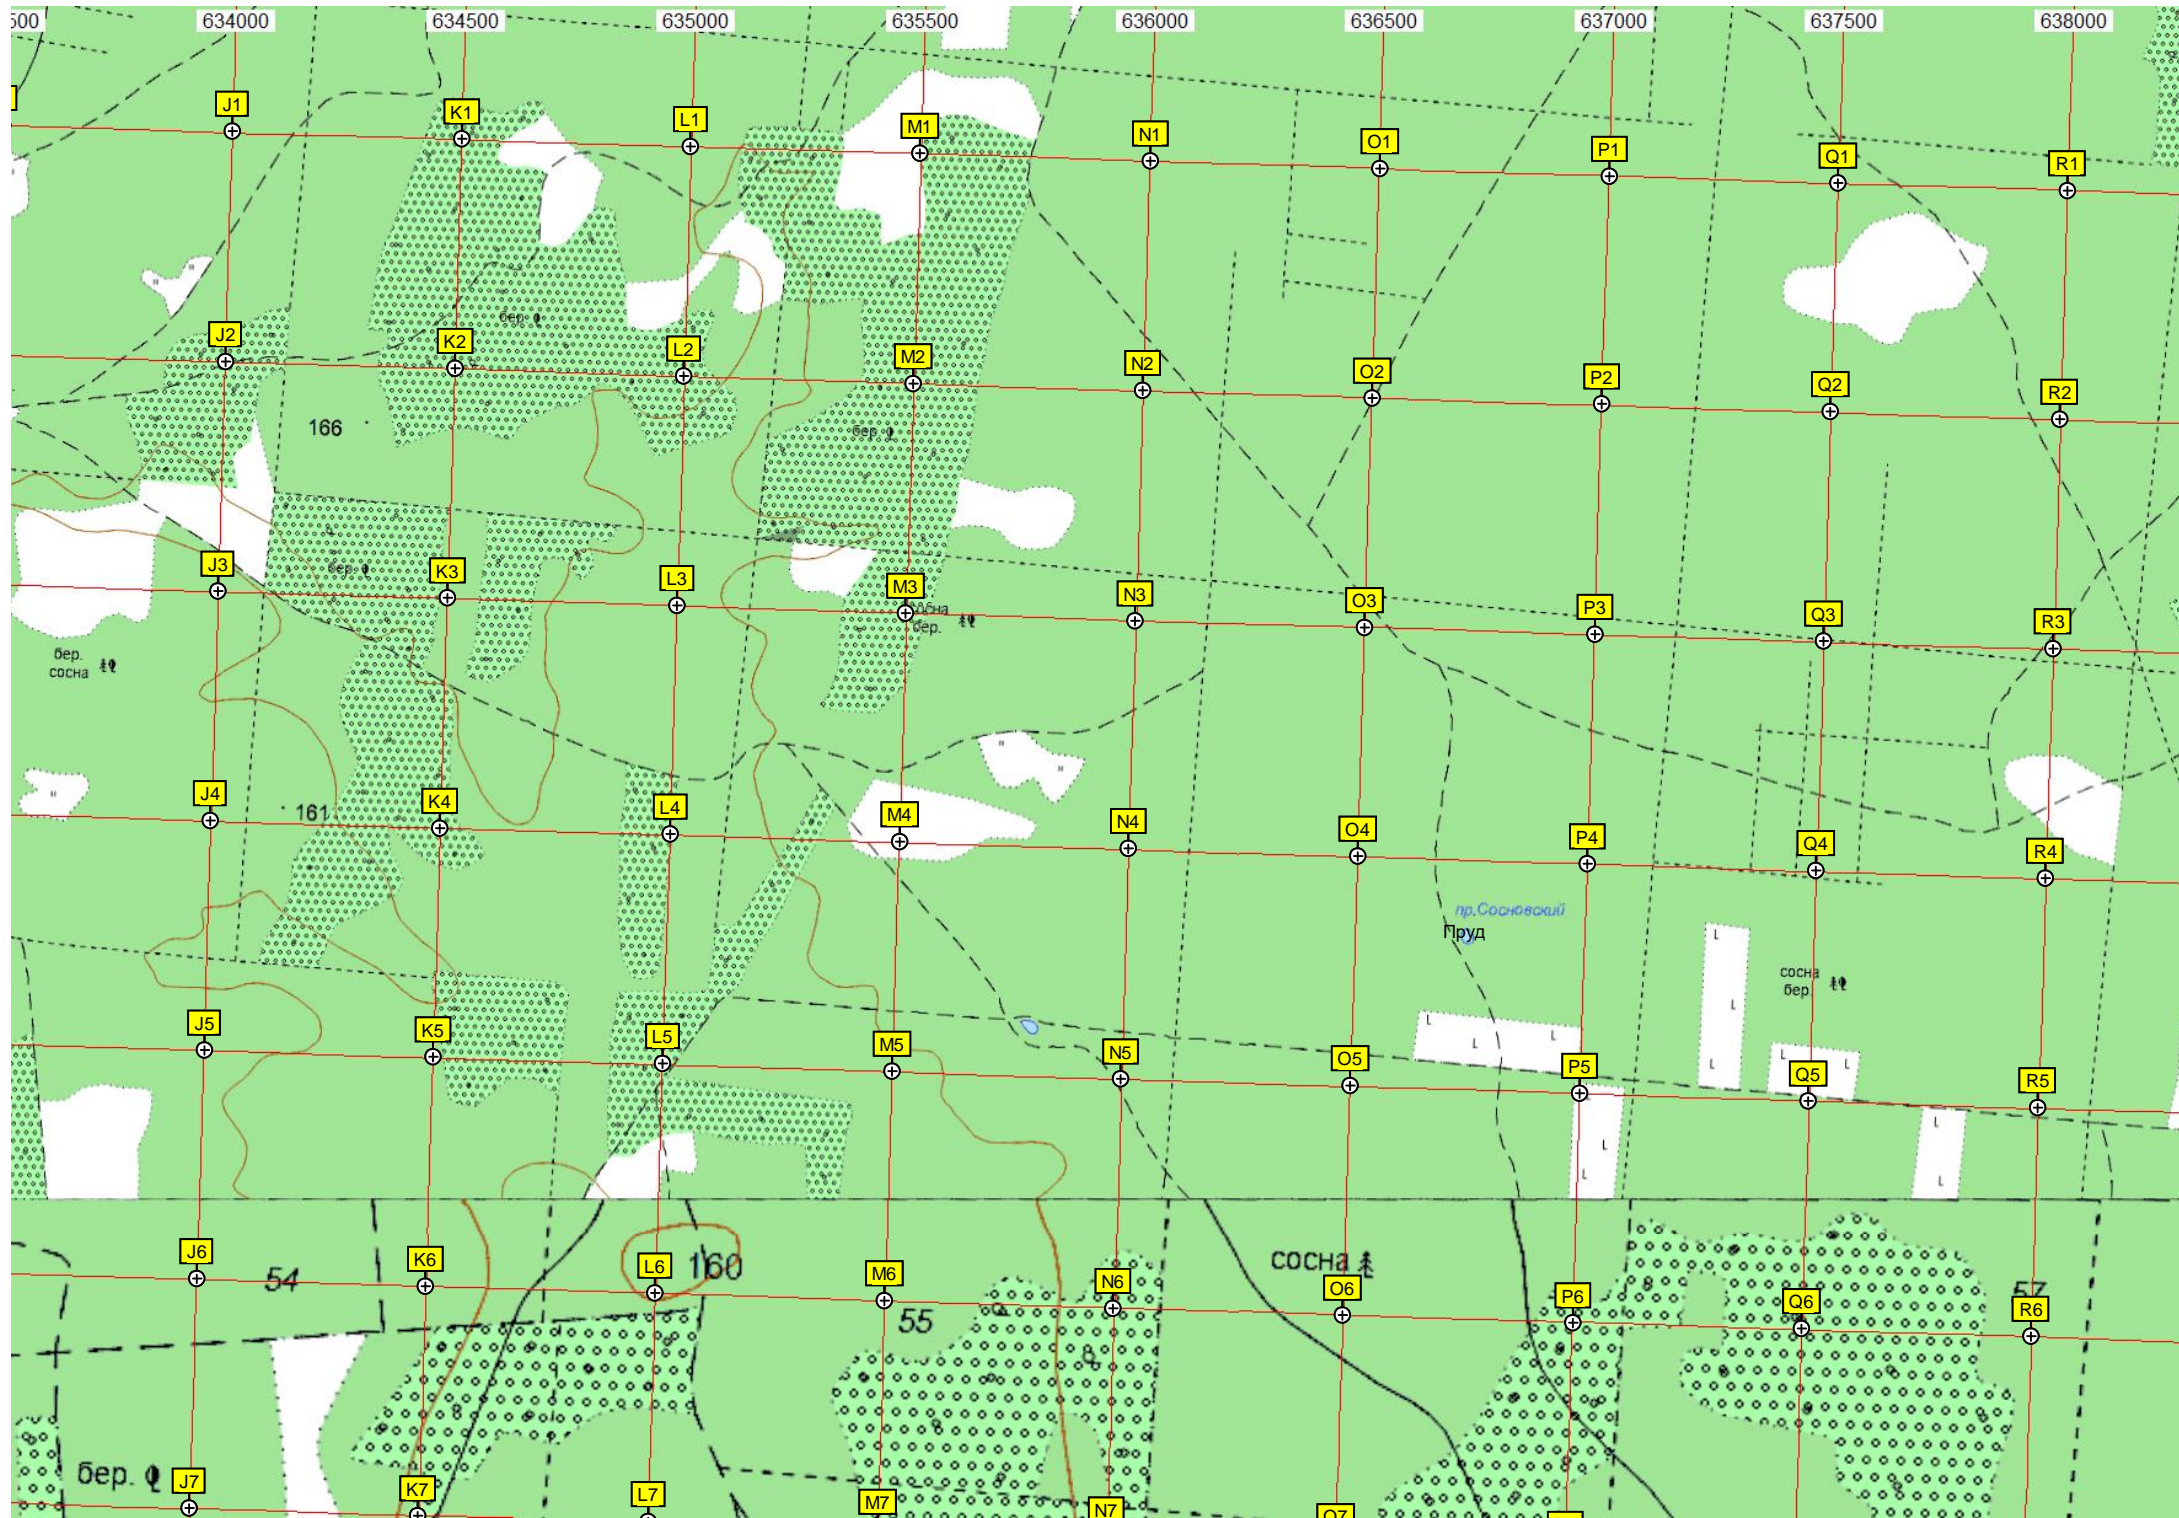 500 634000 634500 635000 635500 636000 636500 637000 637500 638000
J1 K1 L1 M1 N1 O1 P1 Q1 R1
бер.
J2 K2 L2 M2 N2 O2 P2 Q2 R2
166
бер.
бер.
J3 K3 L3 M3 N3 O3 P3 Q3 R3
сосна
бер.
бер.
сосна
J4 K4 L4 M4 N4 O4 P4 Q4 R4
161
пр.Сосновский
Пруд
сосна
бер.
L L L L L L L L
J5 K5 L5 M5 N5 O5 P5 Q5 R5
L L L L
J6 K6 L6 M6 N6 O6 P6 Q6 R6
54
160
сосна
55
57
бер.
J7 K7 L7 M7 N7 O7